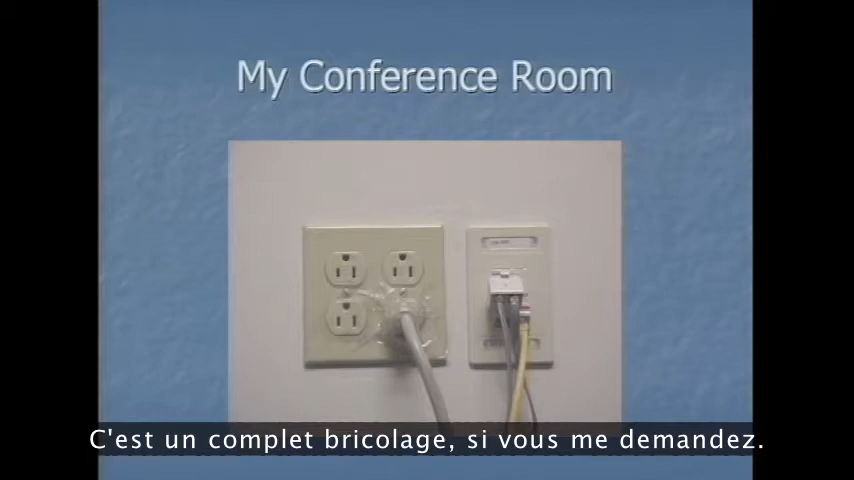 My Conference Room
C'est un complet bricolage, si vous me demandez.